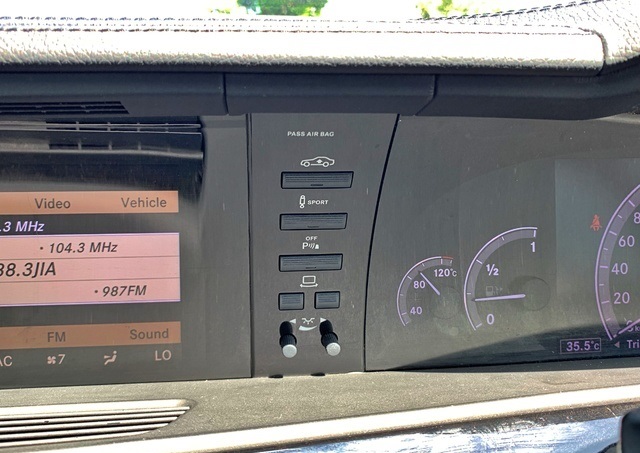 PASS AIR BAG
Video Vehicle
.3 MHz
• 104.3 MHz
88.3JIA
• 987FM
FM Sound
AC 7 LO
SPORT
OFF
P
120°c
80
40
1
1/2
0
8
60
40
20
35.5°c
Tri